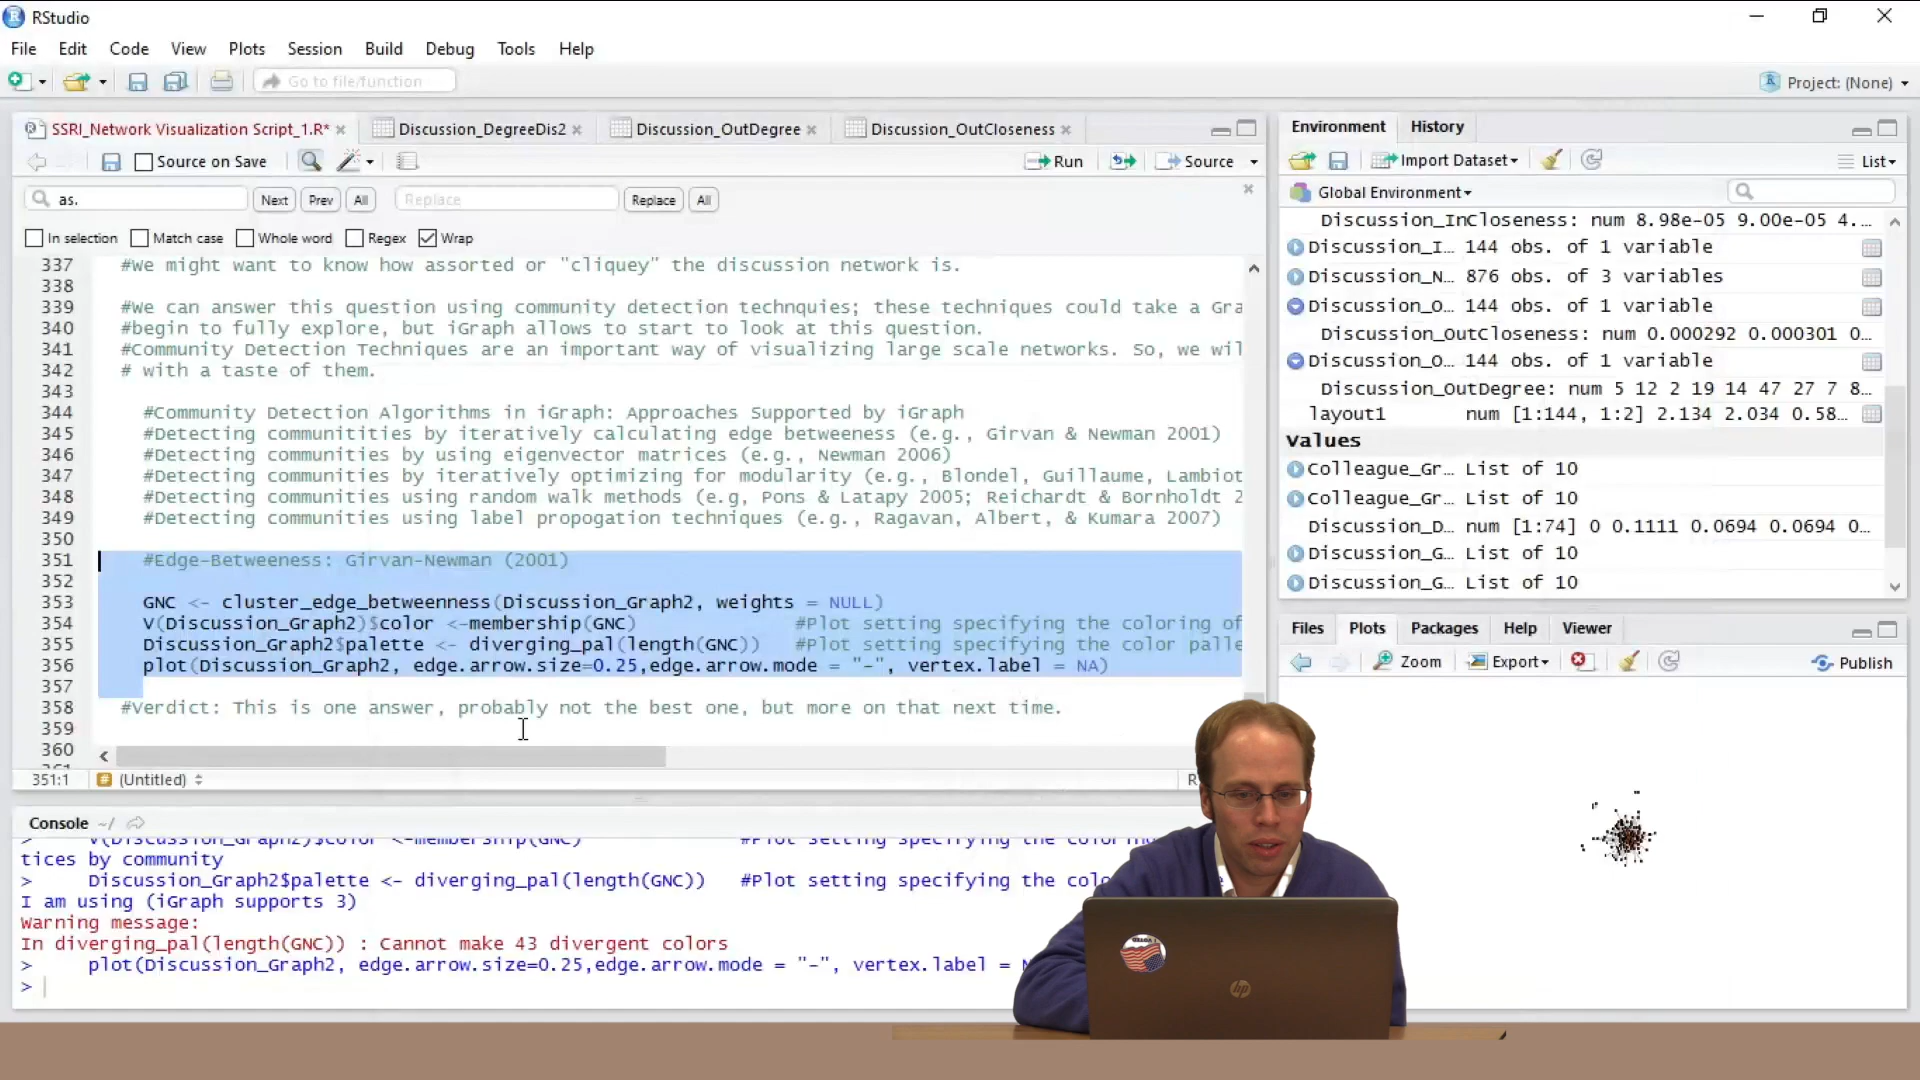 RStudio
File Edit Code View Plots Session Build Debug Tools Help
Go to file/function
Project: (None)
SSRI_Network Visualization Script_1.R*
Discussion_DegreeDis2
Discussion_OutDegree
Discussion_OutCloseness
Source on Save
Run
Source
as.
Next Prev All
Replace
Replace All
In selection Match case Whole word Regex Wrap
337 #we might want to know how assorted or "cliquey" the discussion network is.
338
339 #we can answer this question using community detection technquies; these techniques could take a Gra
340 #begin to fully explore, but iGraph allows to start to look at this question.
341 #Community Detection Techniques are an important way of visualizing large scale networks. So, we wil
342 # with a taste of them.
343
344 #Community Detection Algorithms in iGraph: Approaches Supported by iGraph
345 #Detecting communitities by iteratively calculating edge betweeness (e.g., Girvan & Newman 2001)
346 #Detecting communities by using eigenvector matrices (e.g., Newman 2006)
347 #Detecting communities by iteratively optimizing for modularity (e.g., Blondel, Guillaume, Lambiot
348 #Detecting communities using random walk methods (e.g, Pons & Latapy 2005; Reichardt & Bornholdt 2
349 #Detecting communities using label propogation techniques (e.g., Ragavan, Albert, & Kumara 2007)
350
351 #Edge-Betweeness: Girvan-Newman (2001)
352
353 GNC <- cluster_edge_betweenness(Discussion_Graph2, weights = NULL)
354 V(Discussion_Graph2)$color <-membership(GNC) #Plot setting specifying the coloring of
355 Discussion_Graph2$palette <- diverging_pal(length(GNC)) #Plot setting specifying the color palle
356 plot(Discussion_Graph2, edge.arrow.size=0.25,edge.arrow.mode = "-", vertex.label = NA)
357
358 #Verdict: This is one answer, probably not the best one, but more on that next time.
359
360
351:1 (Untitled)
Console ~/
> V(Discussion_Graph2)$color <-membership(GNC) #Plot setting specifying the
tices by community
> Discussion_Graph2$palette <- diverging_pal(length(GNC)) #Plot setting specifying the colo
I am using (iGraph supports 3)
Warning message:
In diverging_pal(length(GNC)) : Cannot make 43 divergent colors
> plot(Discussion_Graph2, edge.arrow.size=0.25,edge.arrow.mode = "-", vertex.label =
>
Environment History
Import Dataset
List
Global Environment
Discussion_InCloseness: num 8.98e-05 9.00e-05 4....
Discussion_I... 144 obs. of 1 variable
Discussion_N... 876 obs. of 3 variables
Discussion_O... 144 obs. of 1 variable
Discussion_OutCloseness: num 0.000292 0.000301 0...
Discussion_O... 144 obs. of 1 variable
Discussion_OutDegree: num 5 12 2 19 14 47 27 7 8...
layout1 num [1:144, 1:2] 2.134 2.034 0.58...
Values
Colleague_Gr... List of 10
Colleague_Gr... List of 10
Discussion_D... num [1:74] 0 0.1111 0.0694 0.0694 0...
Discussion_G... List of 10
Discussion_G... List of 10
Files Plots Packages Help Viewer
Zoom Export Publish
hp